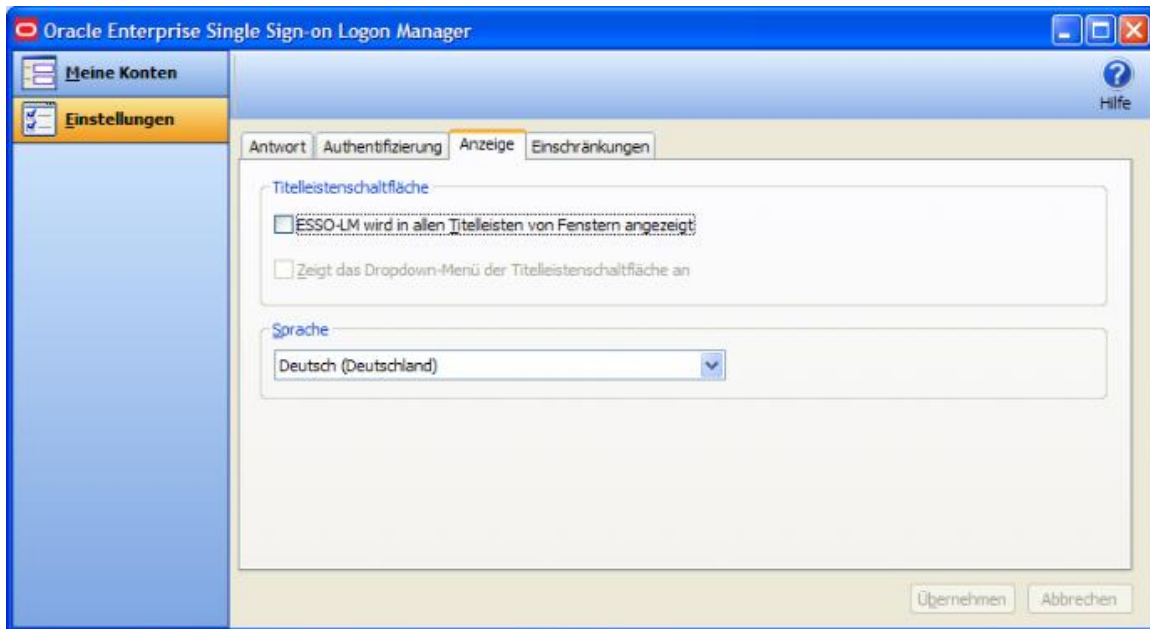 Oracle Enterprise Single Sign-on Logon Manager
Meine Konten
Einstellungen
Hilfe
Antwort Authentifizierung Anzeige Einschränkungen
Titelleistenschaltfläche
ESSO-LM wird in allen Titelleisten von Fenstern angezeigt
Zeigt das Dropdown-Menü der Titelleistenschaltfläche an
Sprache
Deutsch (Deutschland)
Übernehmen Abbrechen